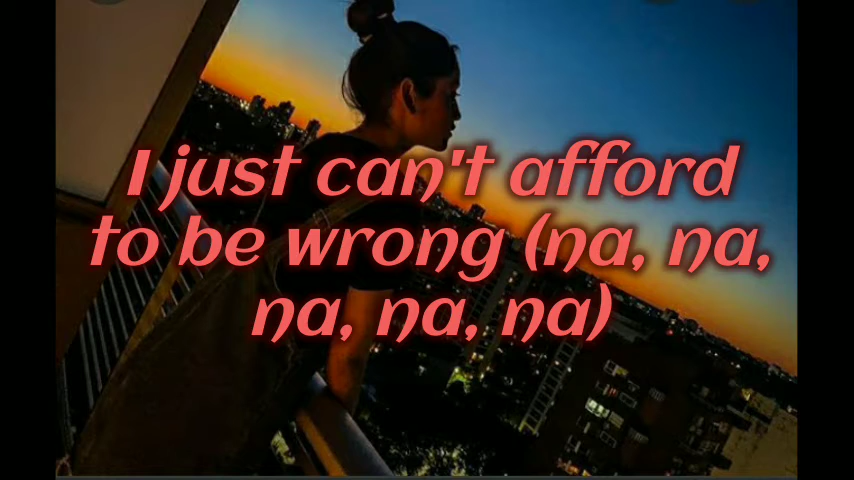 I just can't afford
to be wrong (na, na,
na, na, na)